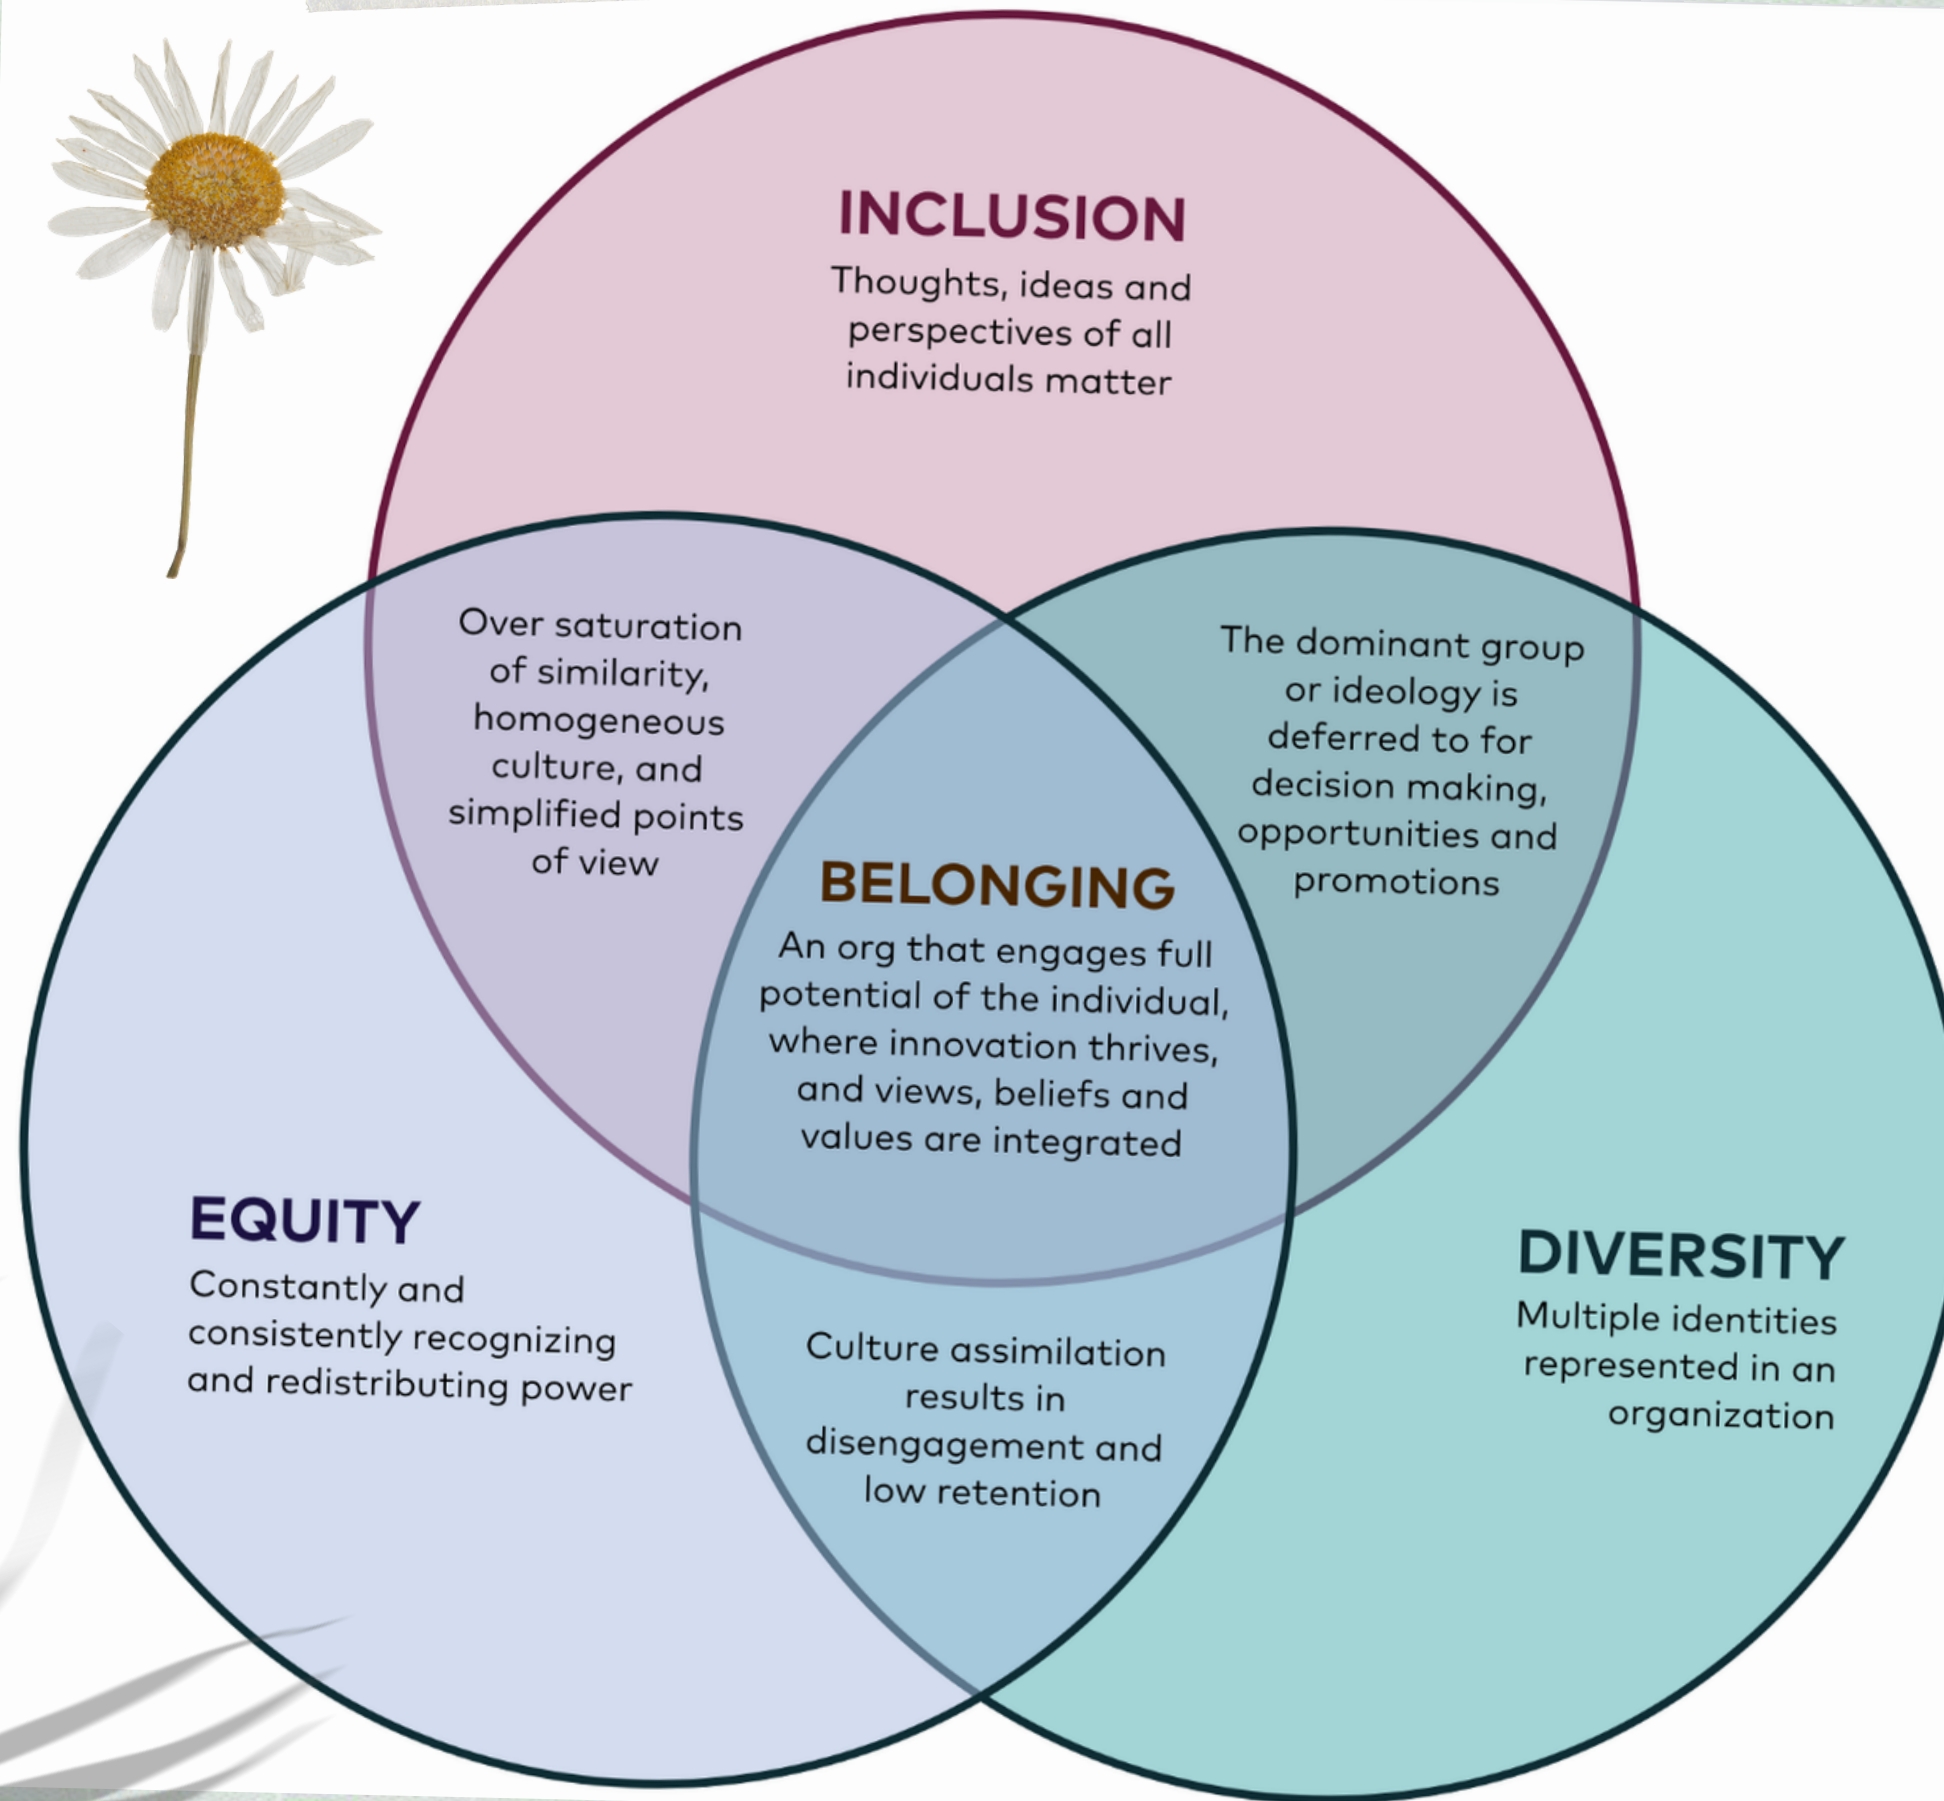 INCLUSION
Thoughts, ideas and
perspectives of all
individuals matter
Over saturation
of similarity,
homogeneous
culture, and
simplified points
of view
The dominant group
or ideology is
deferred to for
decision making,
opportunities and
promotions
BELONGING
An org that engages full
potential of the individual,
where innovation thrives,
and views, beliefs and
values are integrated
EQUITY
Constantly and
consistently recognizing
and redistributing power
DIVERSITY
Multiple identities
represented in an
organization
Culture assimilation
results in
disengagement and
low retention